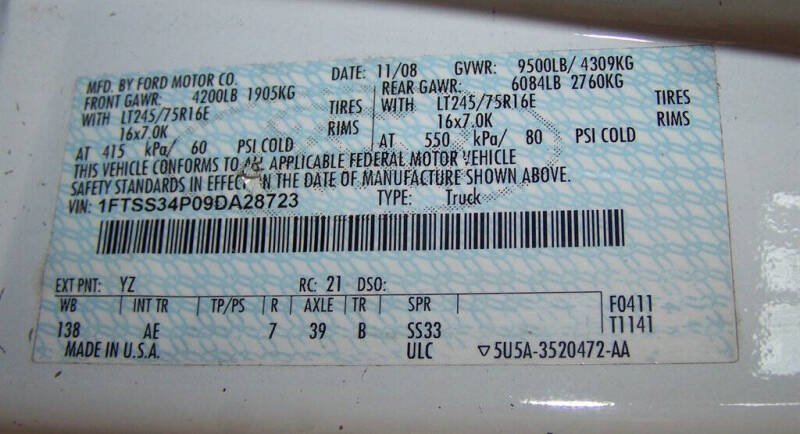 MFD. BY FORD MOTOR CO. DATE: 11/08 GVWR: 9500LB/ 4309KG
FRONT GAWR: 4200LB 1905KG REAR GAWR: 6084LB 2760KG
WITH LT245/75R16E TIRES WITH LT245/75R16E TIRES
16x7.0K RIMS 16x7.0K RIMS
AT 415 kPa/ 60 PSI COLD AT 550 kPa/ 80 PSI COLD
THIS VEHICLE CONFORMS TO APPLICABLE FEDERAL MOTOR VEHICLE
SAFETY STANDARDS IN EFFECT THE DATE OF MANUFACTURE SHOWN ABOVE.
VIN: 1FTSS34P09DA28723 TYPE: Truck
EXT PNT: YZ RC: 21 DSO:
WB INT TR TP/PS R AXLE TR SPR F0411
138 AE 7 39 B SS33 T1141
MADE IN U.S.A. ULC ▽5U5A-3520472-AA